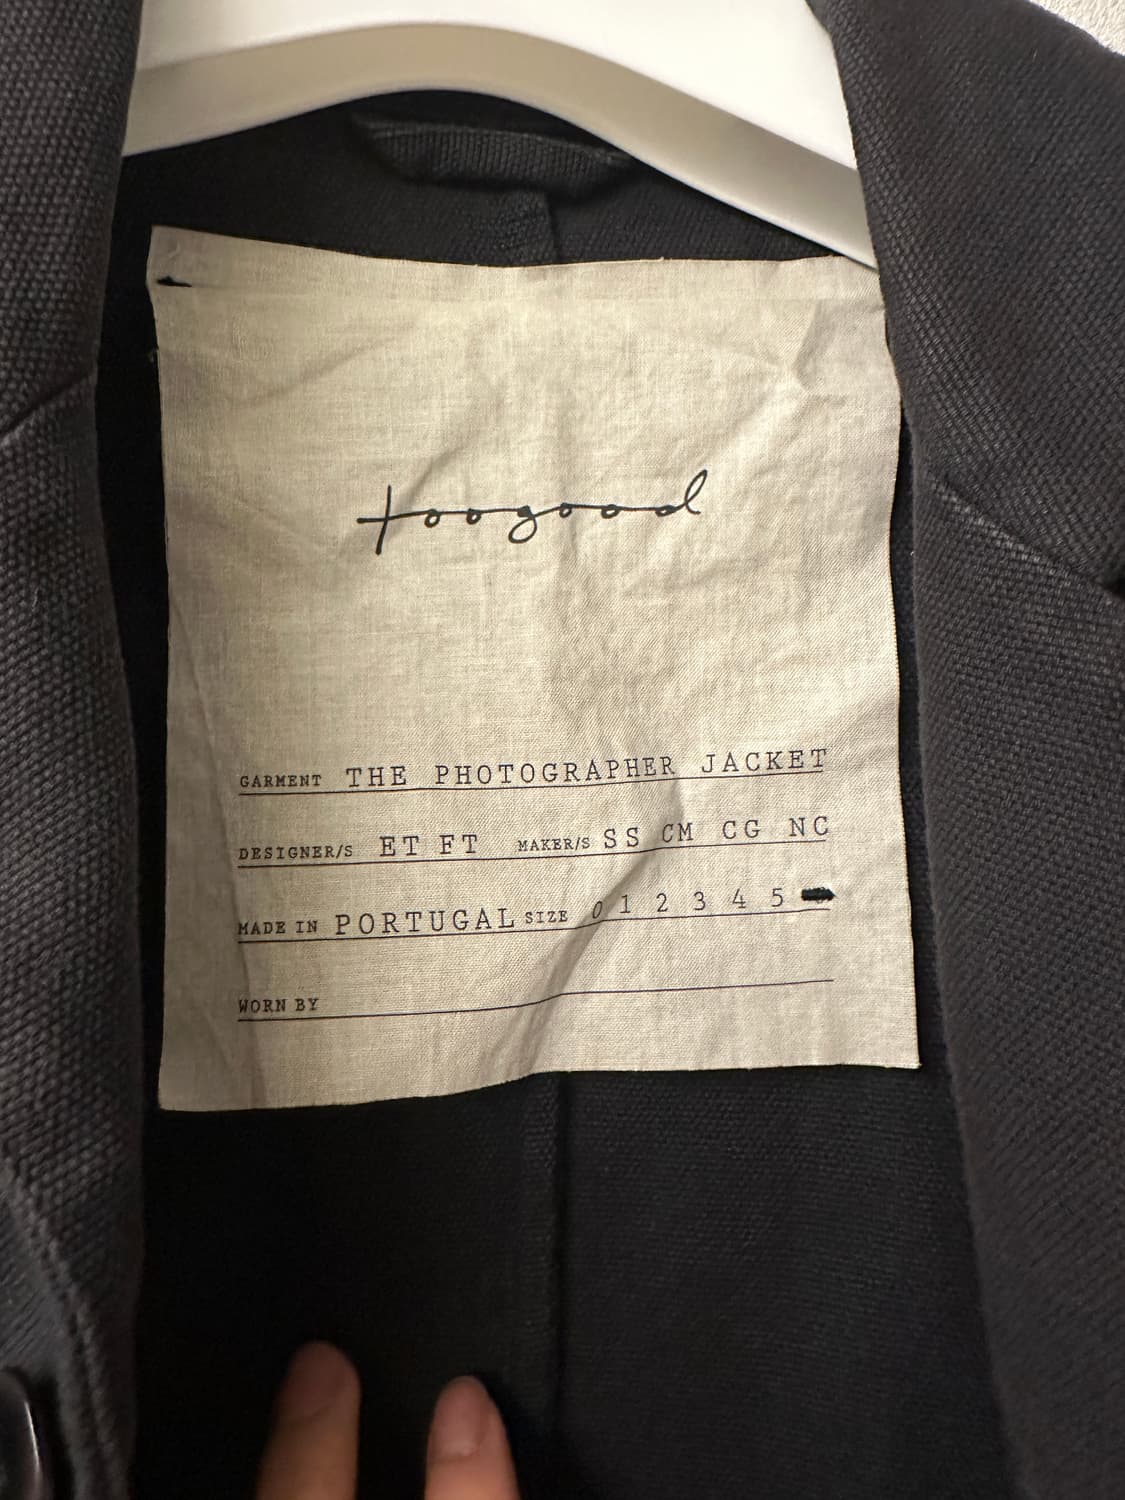 toogood
GARMENT THE PHOTOGRAPHER JACKET
DESIGNER/S ET FT MAKER/S SS CM CG NC
MADE IN PORTUGAL SIZE 0 1 2 3 4 5
WORN BY